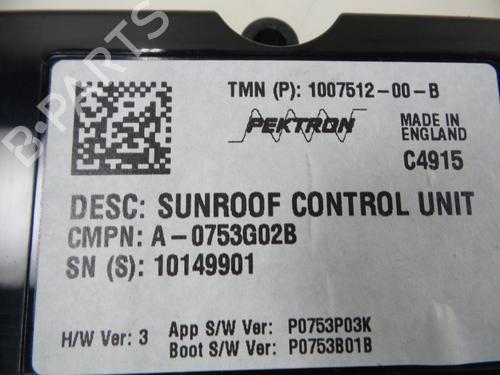 TMN (P): 1007512-00-B
PEKTRON
MADE IN
ENGLAND
C4915
DESC: SUNROOF CONTROL UNIT
CMPN: A-0753G02B
SN (S): 10149901
H/W Ver: 3 App S/W Ver: P0753P03K
Boot S/W Ver: P0753B01B
B-PARTS